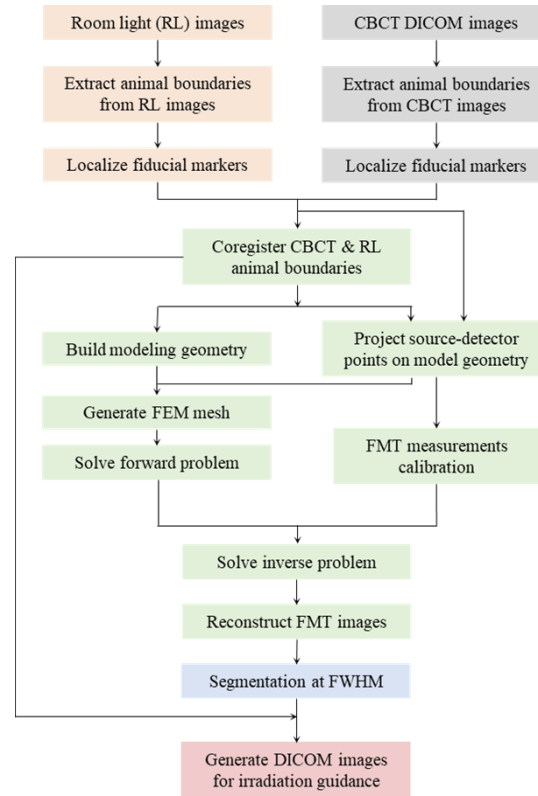 Room light (RL) images
CBCT DICOM images
Extract animal boundaries
from RL images
Extract animal boundaries
from CBCT images
Localize fiducial markers
Localize fiducial markers
Coregister CBCT & RL
animal boundaries
Build modeling geometry
Project source-detector
points on model geometry
Generate FEM mesh
Solve forward problem
FMT measurements
calibration
Solve inverse problem
Reconstruct FMT images
Segmentation at FWHM
Generate DICOM images
for irradiation guidance